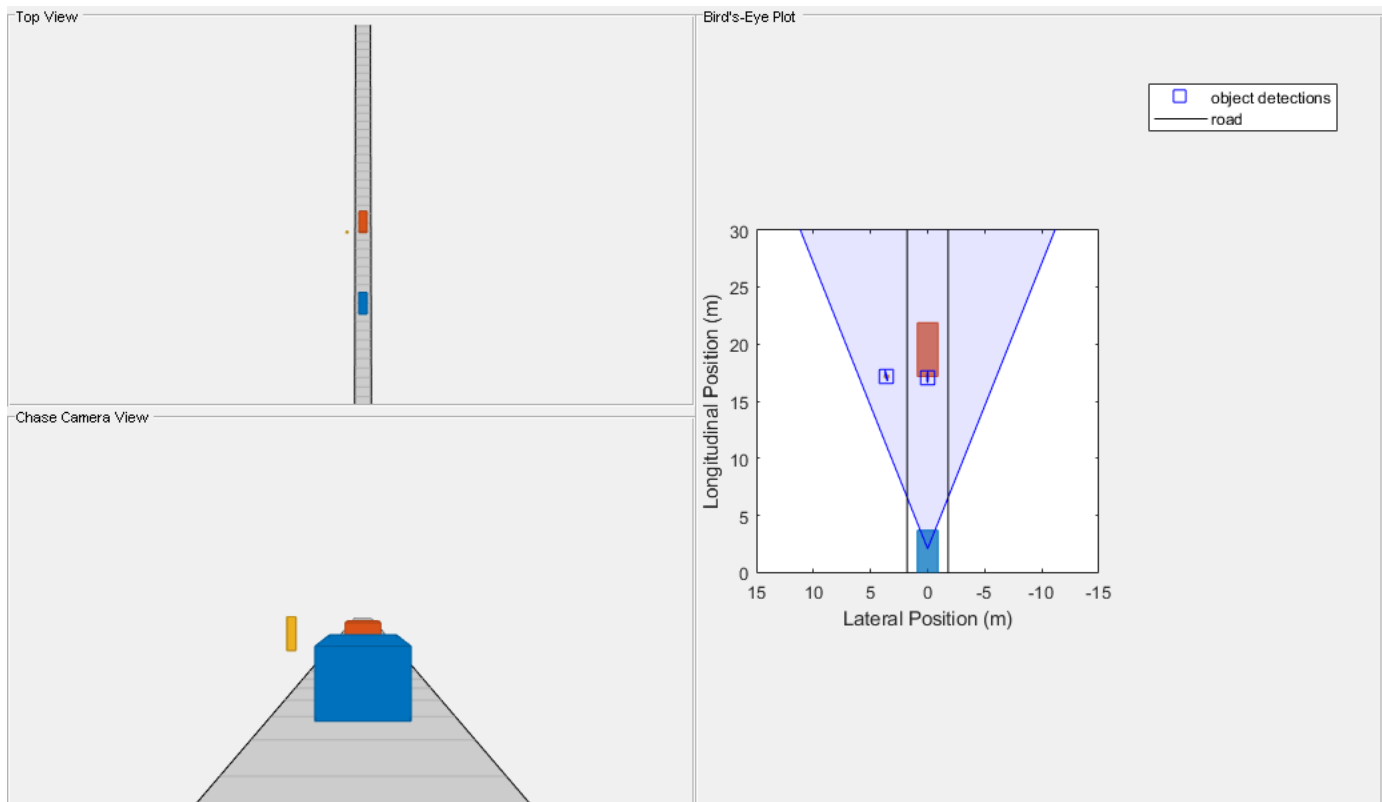 Top View
Bird's-Eye Plot
object detections
road
30
25
20
15
10
5
0
Longitudinal Position (m)
15 10 5 0 -5 -10 -15
Lateral Position (m)
Chase Camera View